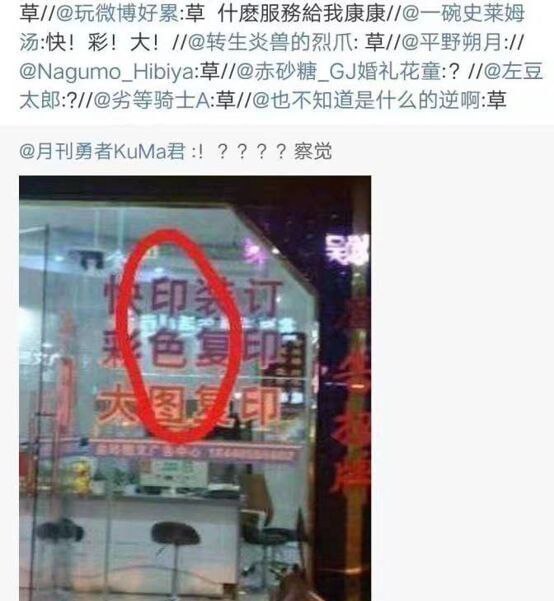 草//@玩微博好累:草 什麼服務給我康康//@一碗史莱姆
汤:快！彩！大！//@转生炎兽的烈爪: 草//@平野朔月://
@Nagumo_Hibiya:草//@赤砂糖_GJ婚礼花童:? //@左豆
太郎:?//@劣等骑士A:草//@也不知道是什么的逆啊:草
@月刊勇者KuMa君 :! ? ? ? ? 察觉
快印装订
彩色复印
大图复印